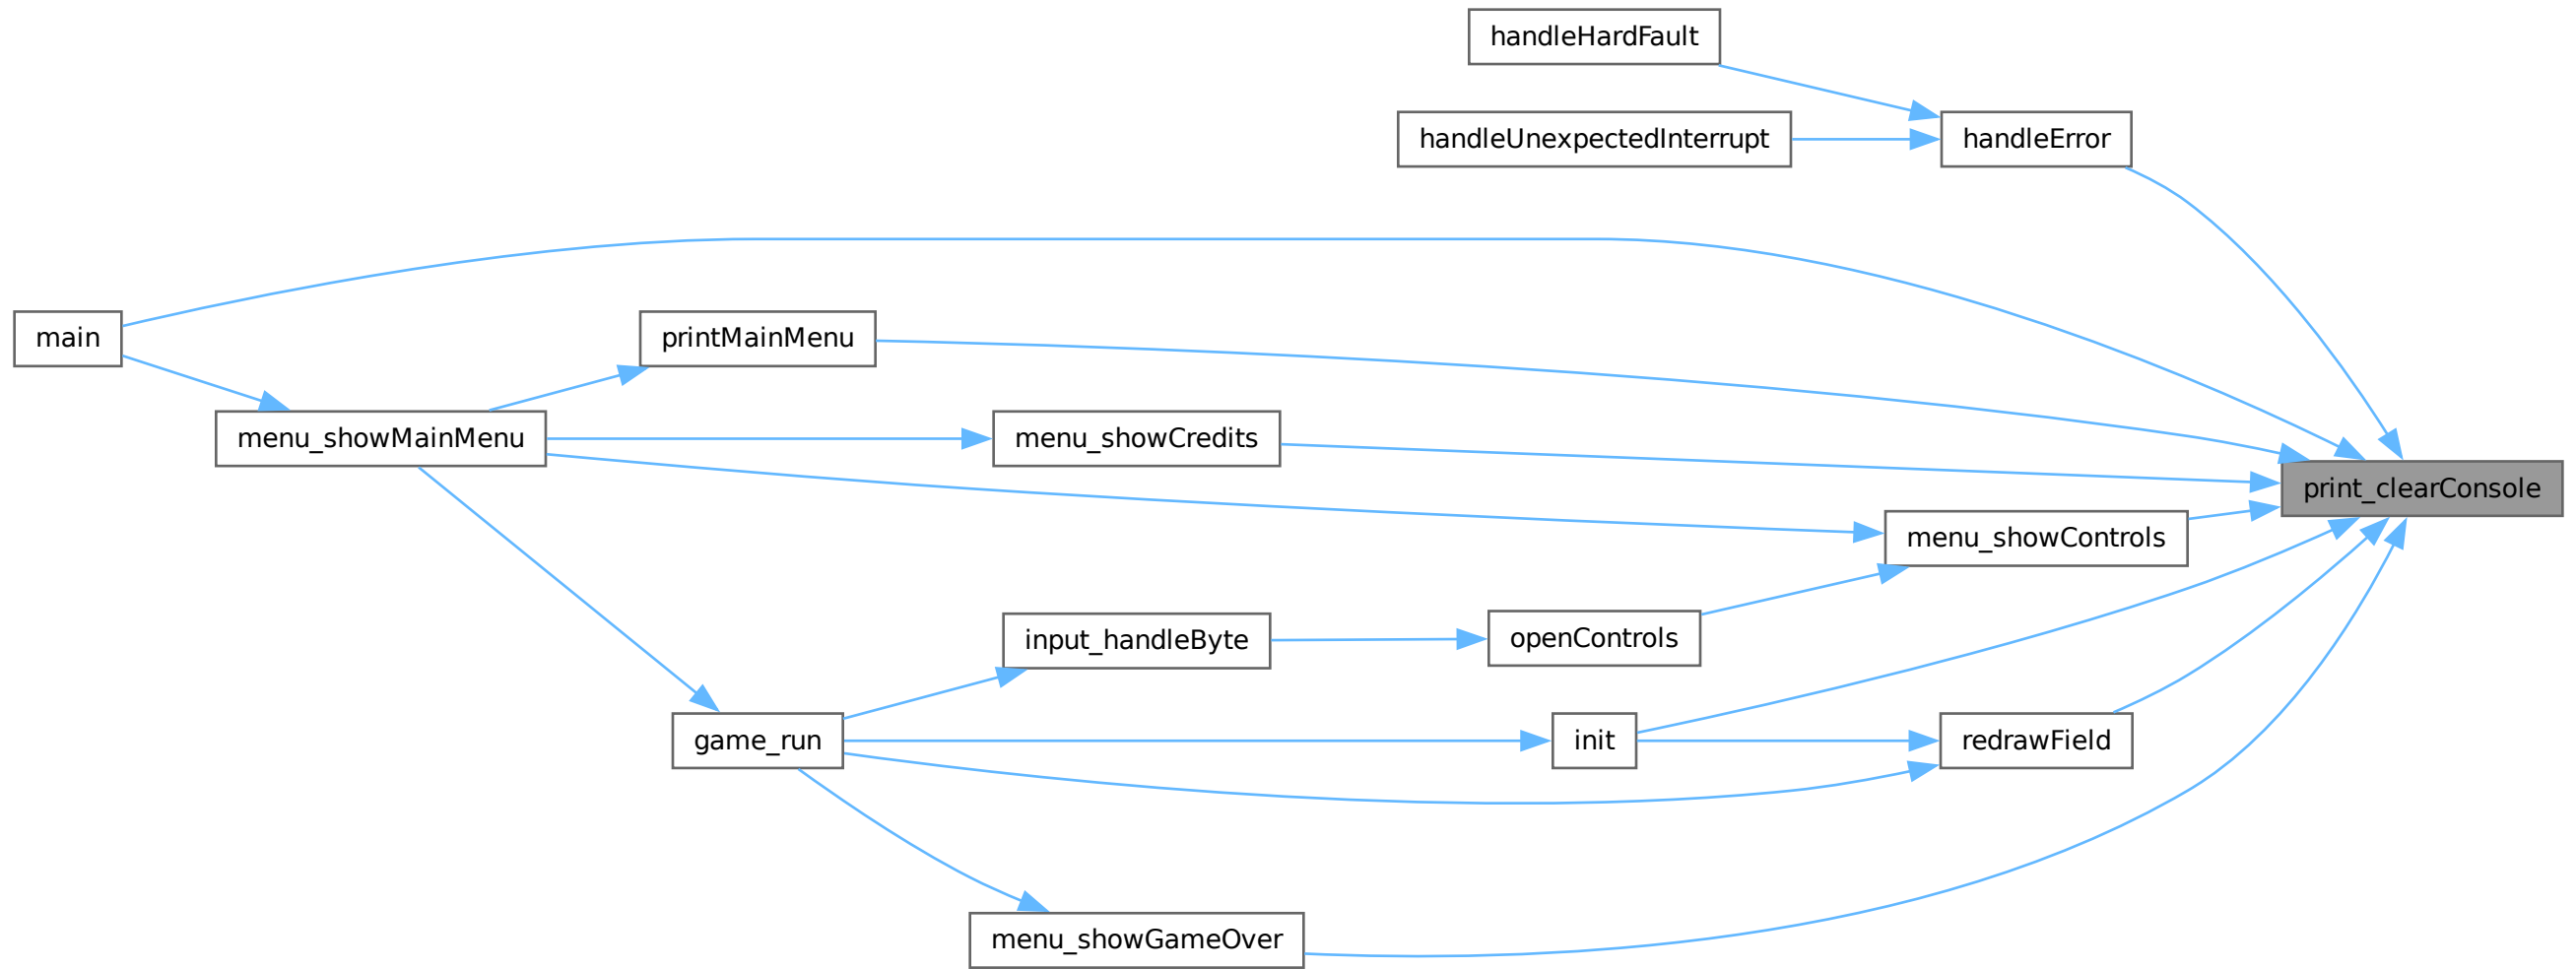 handleHardFault
handleUnexpectedInterrupt
handleError
main
printMainMenu
menu_showMainMenu
menu_showCredits
print_clearConsole
menu_showControls
input_handleByte
openControls
game_run
init
redrawField
menu_showGameOver